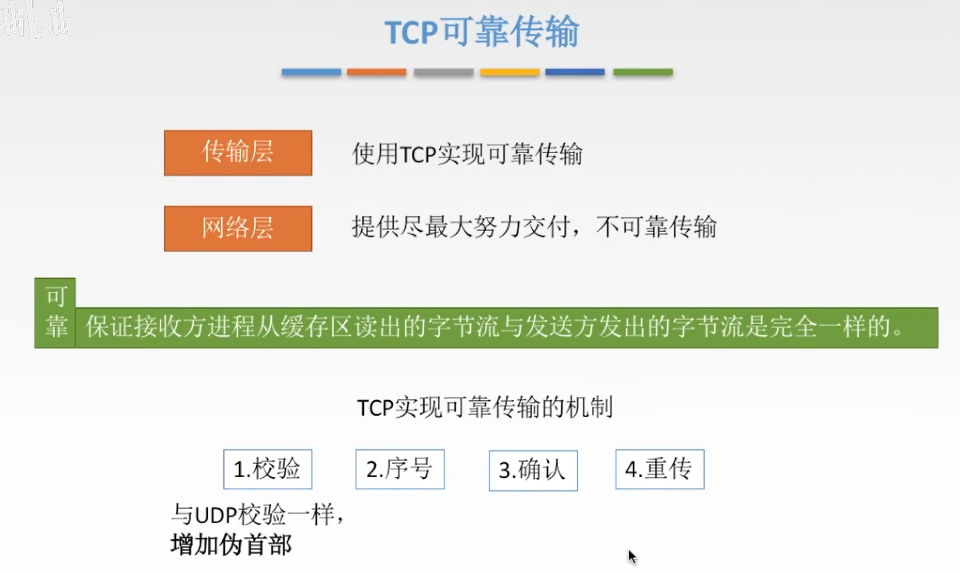 TCP可靠传输
传输层
使用TCP实现可靠传输
网络层
提供尽最大努力交付，不可靠传输
可
靠
保证接收方进程从缓存区读出的字节流与发送方发出的字节流是完全一样的。
TCP实现可靠传输的机制
1.校验
2.序号
3.确认
4.重传
与UDP校验一样，
增加伪首部